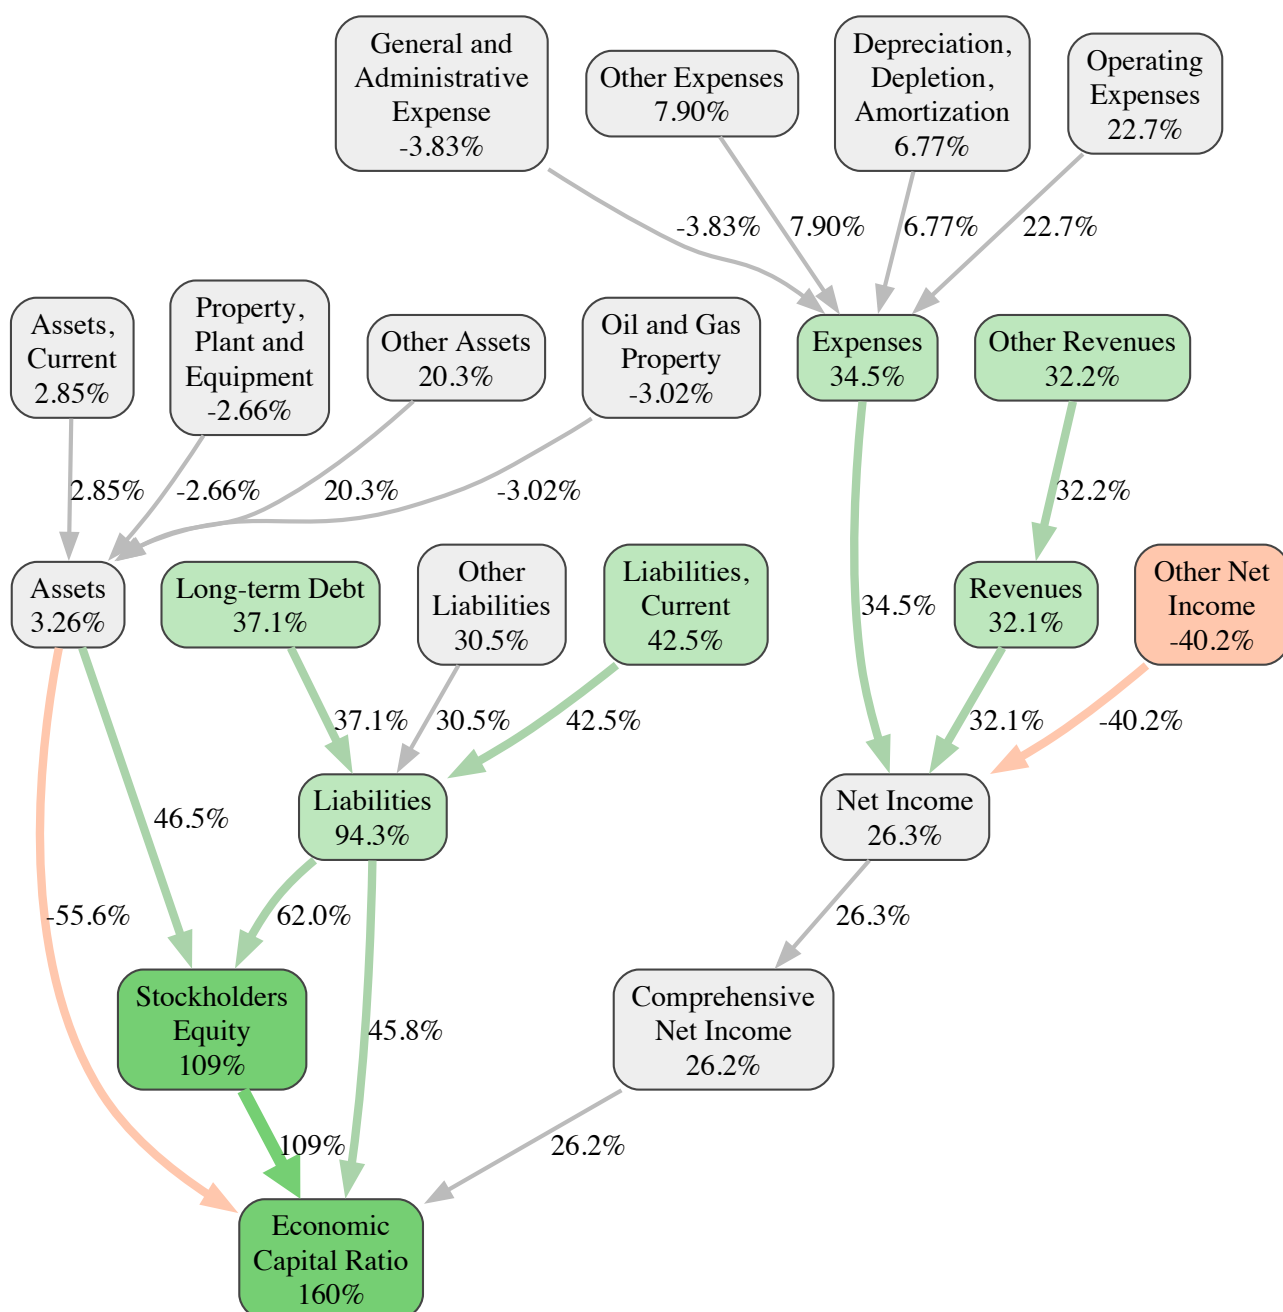 General and
Administrative
Expense
-3.83%
Other Expenses
7.90%
Depreciation,
Depletion,
Amortization
6.77%
Operating
Expenses
22.7%
-3.83%
7.90%
6.77%
22.7%
Assets,
Current
2.85%
Property,
Plant and
Equipment
-2.66%
Other Assets
20.3%
Oil and Gas
Property
-3.02%
Expenses
34.5%
Other Revenues
32.2%
2.85%
-2.66%
20.3%
-3.02%
32.2%
Assets
3.26%
Long-term Debt
37.1%
Other
Liabilities
30.5%
Liabilities,
Current
42.5%
34.5%
Revenues
32.1%
Other Net
Income
-40.2%
37.1%
30.5%
42.5%
32.1%
-40.2%
46.5%
Liabilities
94.3%
Net Income
26.3%
-55.6%
62.0%
26.3%
Stockholders
Equity
109%
45.8%
Comprehensive
Net Income
26.2%
109%
26.2%
Economic
Capital Ratio
160%